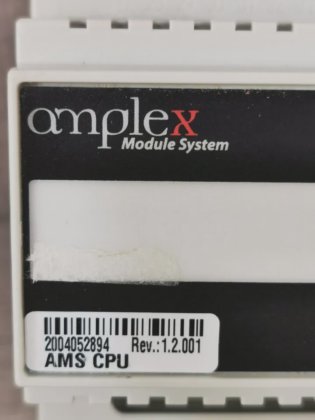 amplex
Module System
2004052894 Rev.:1.2.001
AMS CPU